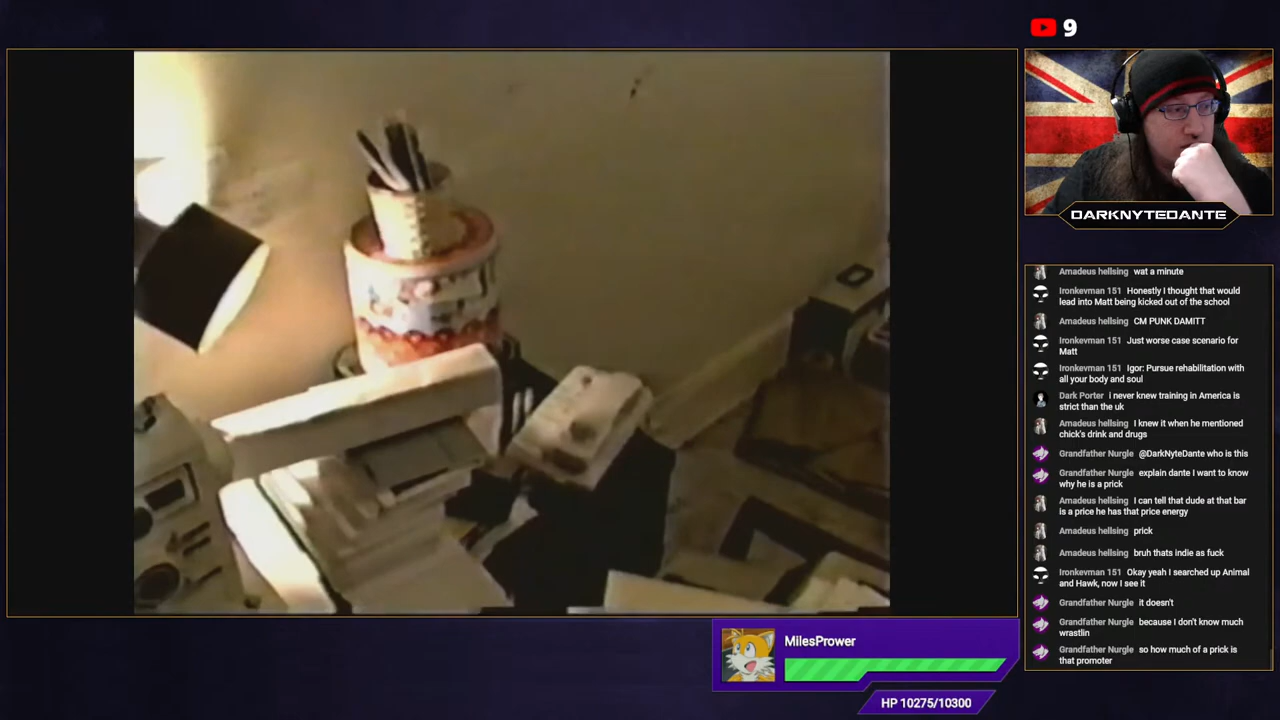 9
DARKNYTEDANTE
Amadeus hellsing wat a minute
Ironkevman 151 Honestly I thought that would
lead into Matt being kicked out of the school
Amadeus hellsing CM PUNK DAMITT
Ironkevman 151 Just worse case scenario for
Matt
Ironkevman 151 Igor: Pursue rehabilitation with
all your body and soul
Dark Porter i never knew training in America is
strict than the uk
Amadeus hellsing I knew it when he mentioned
chick's drink and drugs
Grandfather Nurgle @DarkNyteDante who is this
Grandfather Nurgle explain dante I want to know
why he is a prick
Amadeus hellsing I can tell that dude at that bar
is a price he has that price energy
Amadeus hellsing prick
Amadeus hellsing bruh thats indie as fuck
Ironkevman 151 Okay yeah I searched up Animal
and Hawk, now I see it
Grandfather Nurgle it doesn't
Grandfather Nurgle because I don't know much
wrastlin
Grandfather Nurgle so how much of a prick is
that promoter
MilesPrower
HP 10275/10300